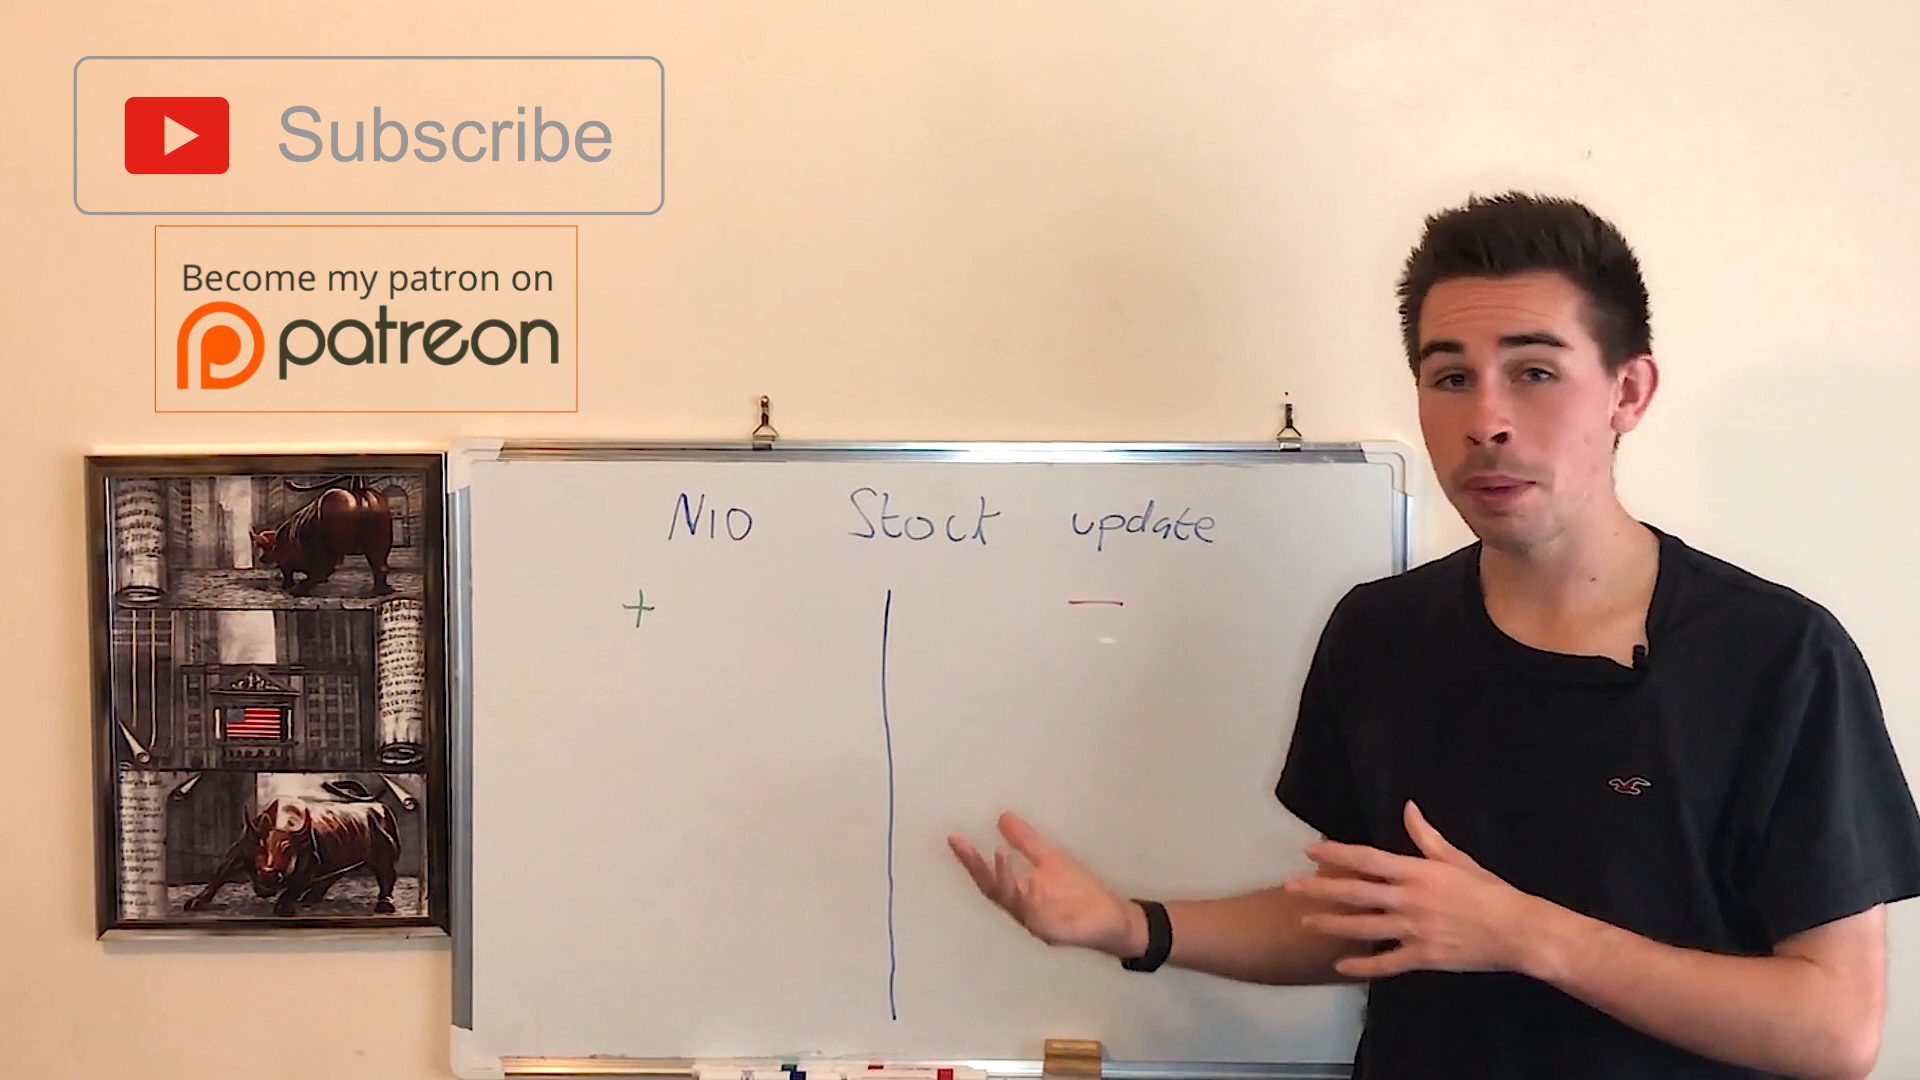 Subscribe
Become my patron on
patreon
NIO Stock update
+ —